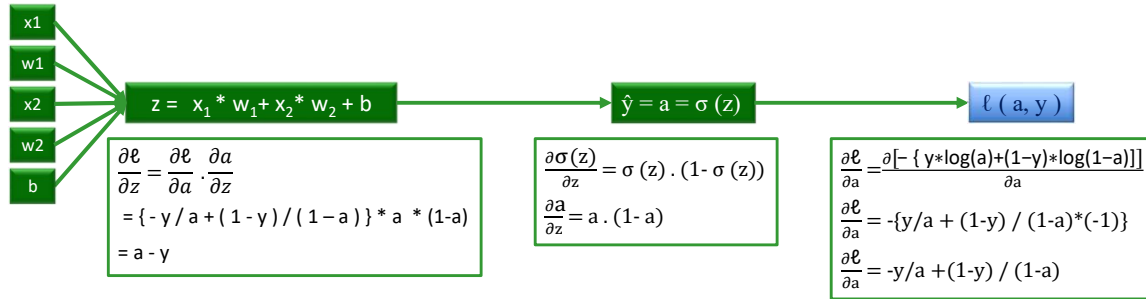 x1
w1
x2
w2
b
z = x₁ * w₁+ x₂* w₂ + b
ŷ = a = σ (z)
ℓ ( a, y )
∂ℓ/∂z = ∂ℓ/∂a . ∂a/∂z
= { - y / a + ( 1 - y ) / ( 1 – a ) } * a * (1-a)
= a - y
∂σ(z)/∂z = σ (z) . (1- σ (z))
∂a/∂z = a . (1- a)
∂ℓ/∂a = ∂[– { y*log(a)+(1–y)*log(1–a)]]/∂a
∂ℓ/∂a = -{y/a + (1-y) / (1-a)*(-1)}
∂ℓ/∂a = -y/a +(1-y) / (1-a)